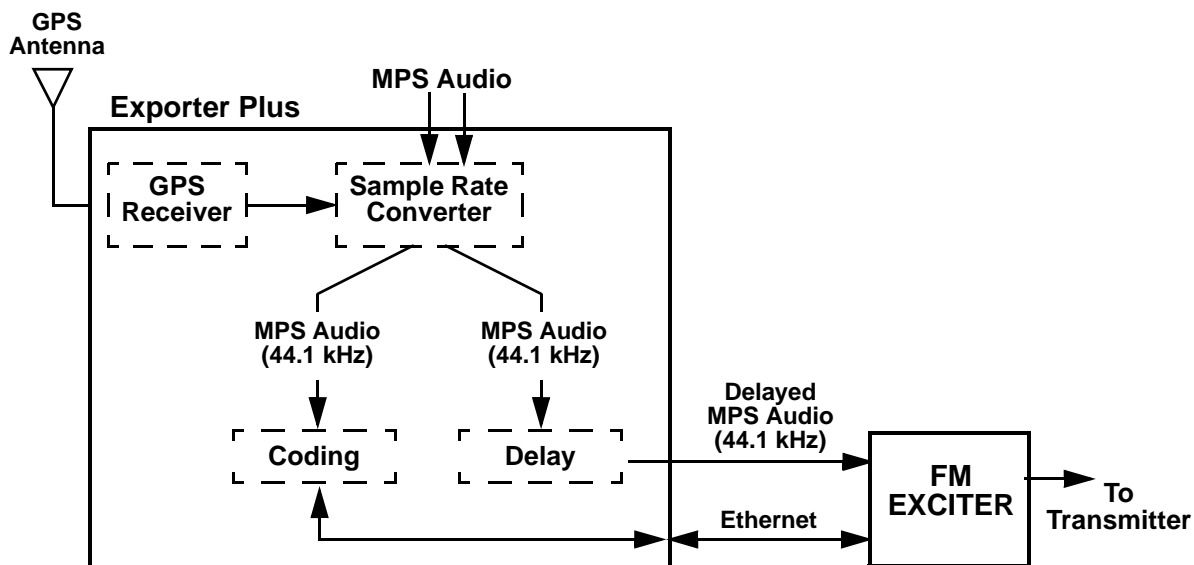 GPS
Antenna
MPS Audio
Exporter Plus
GPS
Receiver
Sample Rate
Converter
MPS Audio
(44.1 kHz)
MPS Audio
(44.1 kHz)
Coding
Delay
Delayed
MPS Audio
(44.1 kHz)
Ethernet
FM
EXCITER
To
Transmitter